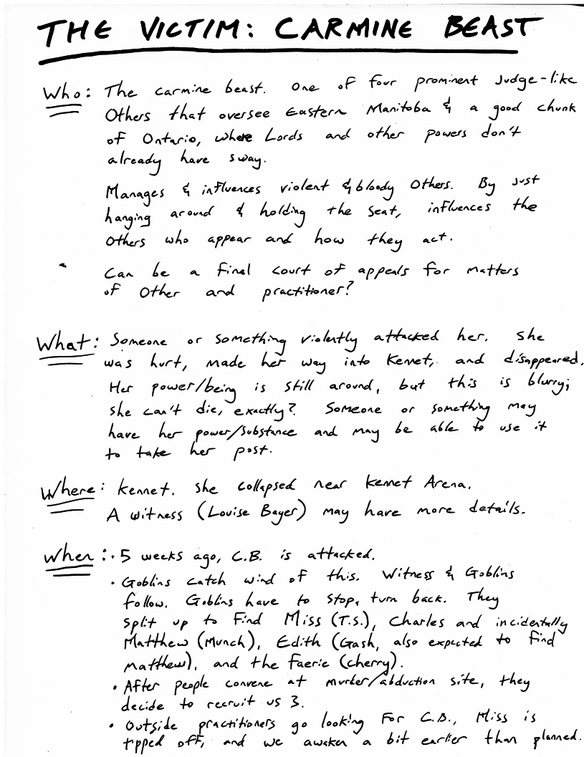 THE VICTIM: CARMINE BEAST
Who: The carmine beast. One of four prominent Judge-like
Others that oversee Eastern Manitoba & a good chunk
of Ontario, where Lords and other powers don't
already have sway.
Manages & influences violent & bloody Others. By just
hanging around & holding the seat, influences the
Others who appear and how they act.
Can be a final court of appeals for matters
of Other and practitioner?
What: Someone or something violently attacked her. She
was hurt, made her way into Kennet, and disappeared.
Her power/being is still around, but this is blurry;
she can't die, exactly? Someone or something may
have her power/substance and may be able to use it
to take her post.
Where: Kennet. She collapsed near Kennet Arena.
A witness (Louise Bayer) may have more details.
When: • 5 weeks ago, C.B. is attacked.
• Goblins catch wind of this. Witness & Goblins
follow. Goblins have to stop, turn back. They
split up to find Miss (T.S.), Charles and incidentally
Matthew (Munch), Edith (Gash, also expected to find
matthew), and the Faerie (Cherry).
• After people convene at murder/abduction site, they
decide to recruit us 3.
• Outside practitioners go looking for C.B., Miss is
tipped off, and we awaken a bit earlier than planned.